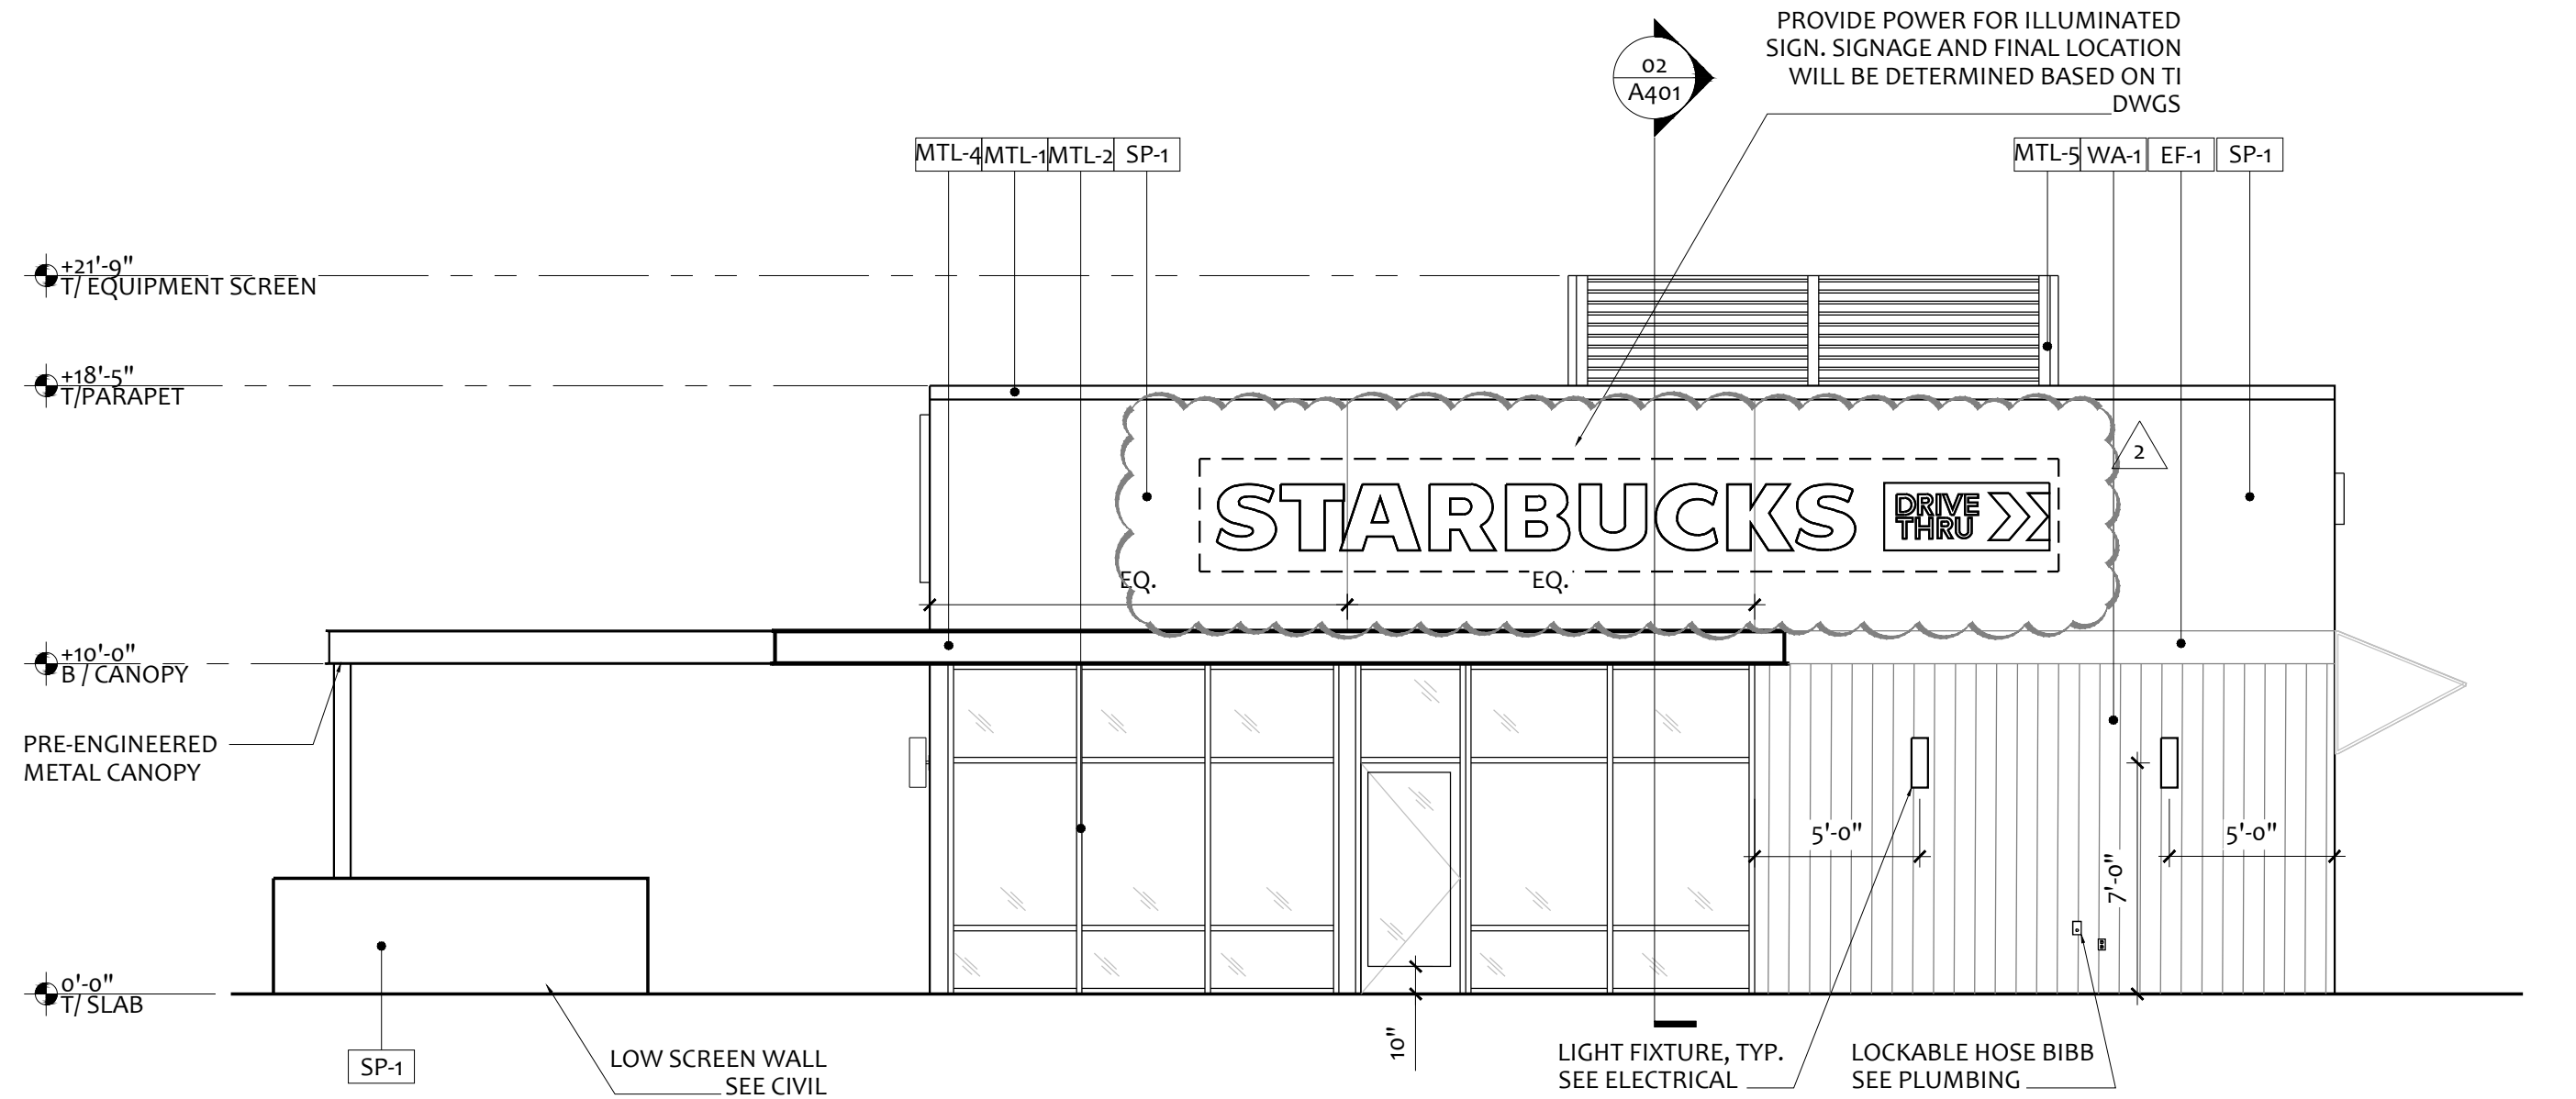 PROVIDE POWER FOR ILLUMINATED
SIGN. SIGNAGE AND FINAL LOCATION
WILL BE DETERMINED BASED ON TI
DWGS
02
A401
MTL-4 MTL-1 MTL-2 SP-1
MTL-5 WA-1 EF-1 SP-1
+21'-9"
T/ EQUIPMENT SCREEN
+18'-5"
T/PARAPET
2
STARBUCKS
DRIVE
THRU
EQ. EQ.
+10'-0"
B / CANOPY
PRE-ENGINEERED
METAL CANOPY
5'-0"
7'-0"
5'-0"
0'-0"
T/ SLAB
10"
SP-1
LOW SCREEN WALL
SEE CIVIL
LIGHT FIXTURE, TYP.
SEE ELECTRICAL
LOCKABLE HOSE BIBB
SEE PLUMBING